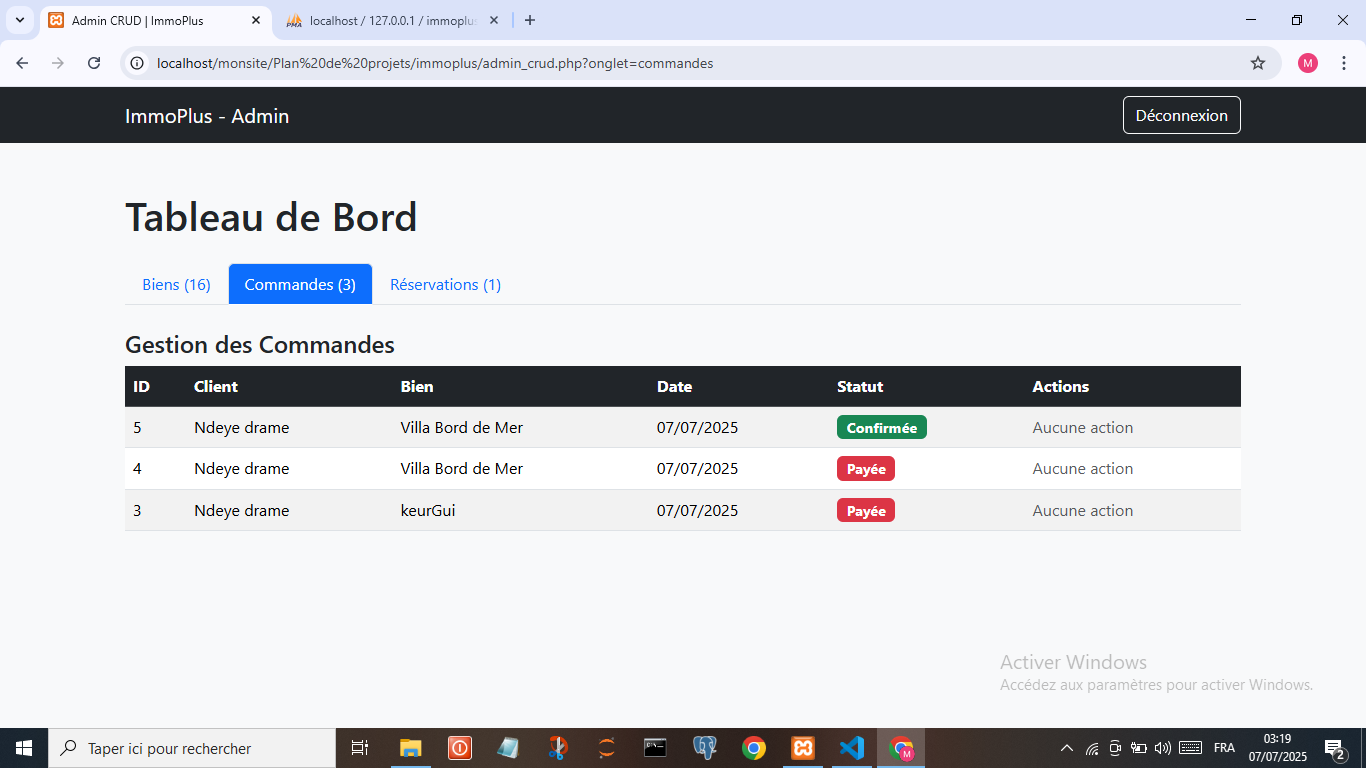 Admin CRUD | ImmoPlus
localhost / 127.0.0.1 / immoplus
localhost/monsite/Plan%20de%20projets/immoplus/admin_crud.php?onglet=commandes
M
ImmoPlus - Admin
Déconnexion
Tableau de Bord
Biens (16) Commandes (3) Réservations (1)
Gestion des Commandes
ID Client Bien Date Statut Actions
5 Ndeye drame Villa Bord de Mer 07/07/2025 Confirmée Aucune action
4 Ndeye drame Villa Bord de Mer 07/07/2025 Payée Aucune action
3 Ndeye drame keurGui 07/07/2025 Payée Aucune action
Activer Windows
Accédez aux paramètres pour activer Windows.
Taper ici pour rechercher
M
FRA
03:19
07/07/2025
2